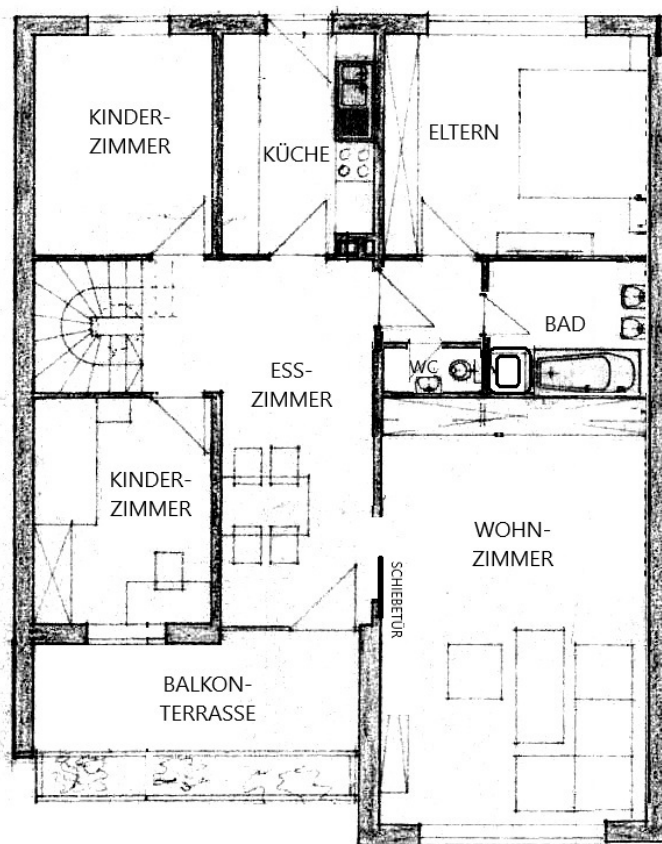 KINDER-
ZIMMER
KÜCHE
ELTERN
BAD
WC
ESS-
ZIMMER
KINDER-
ZIMMER
WOHN-
ZIMMER
SCHIEBETÜR
BALKON-
TERRASSE